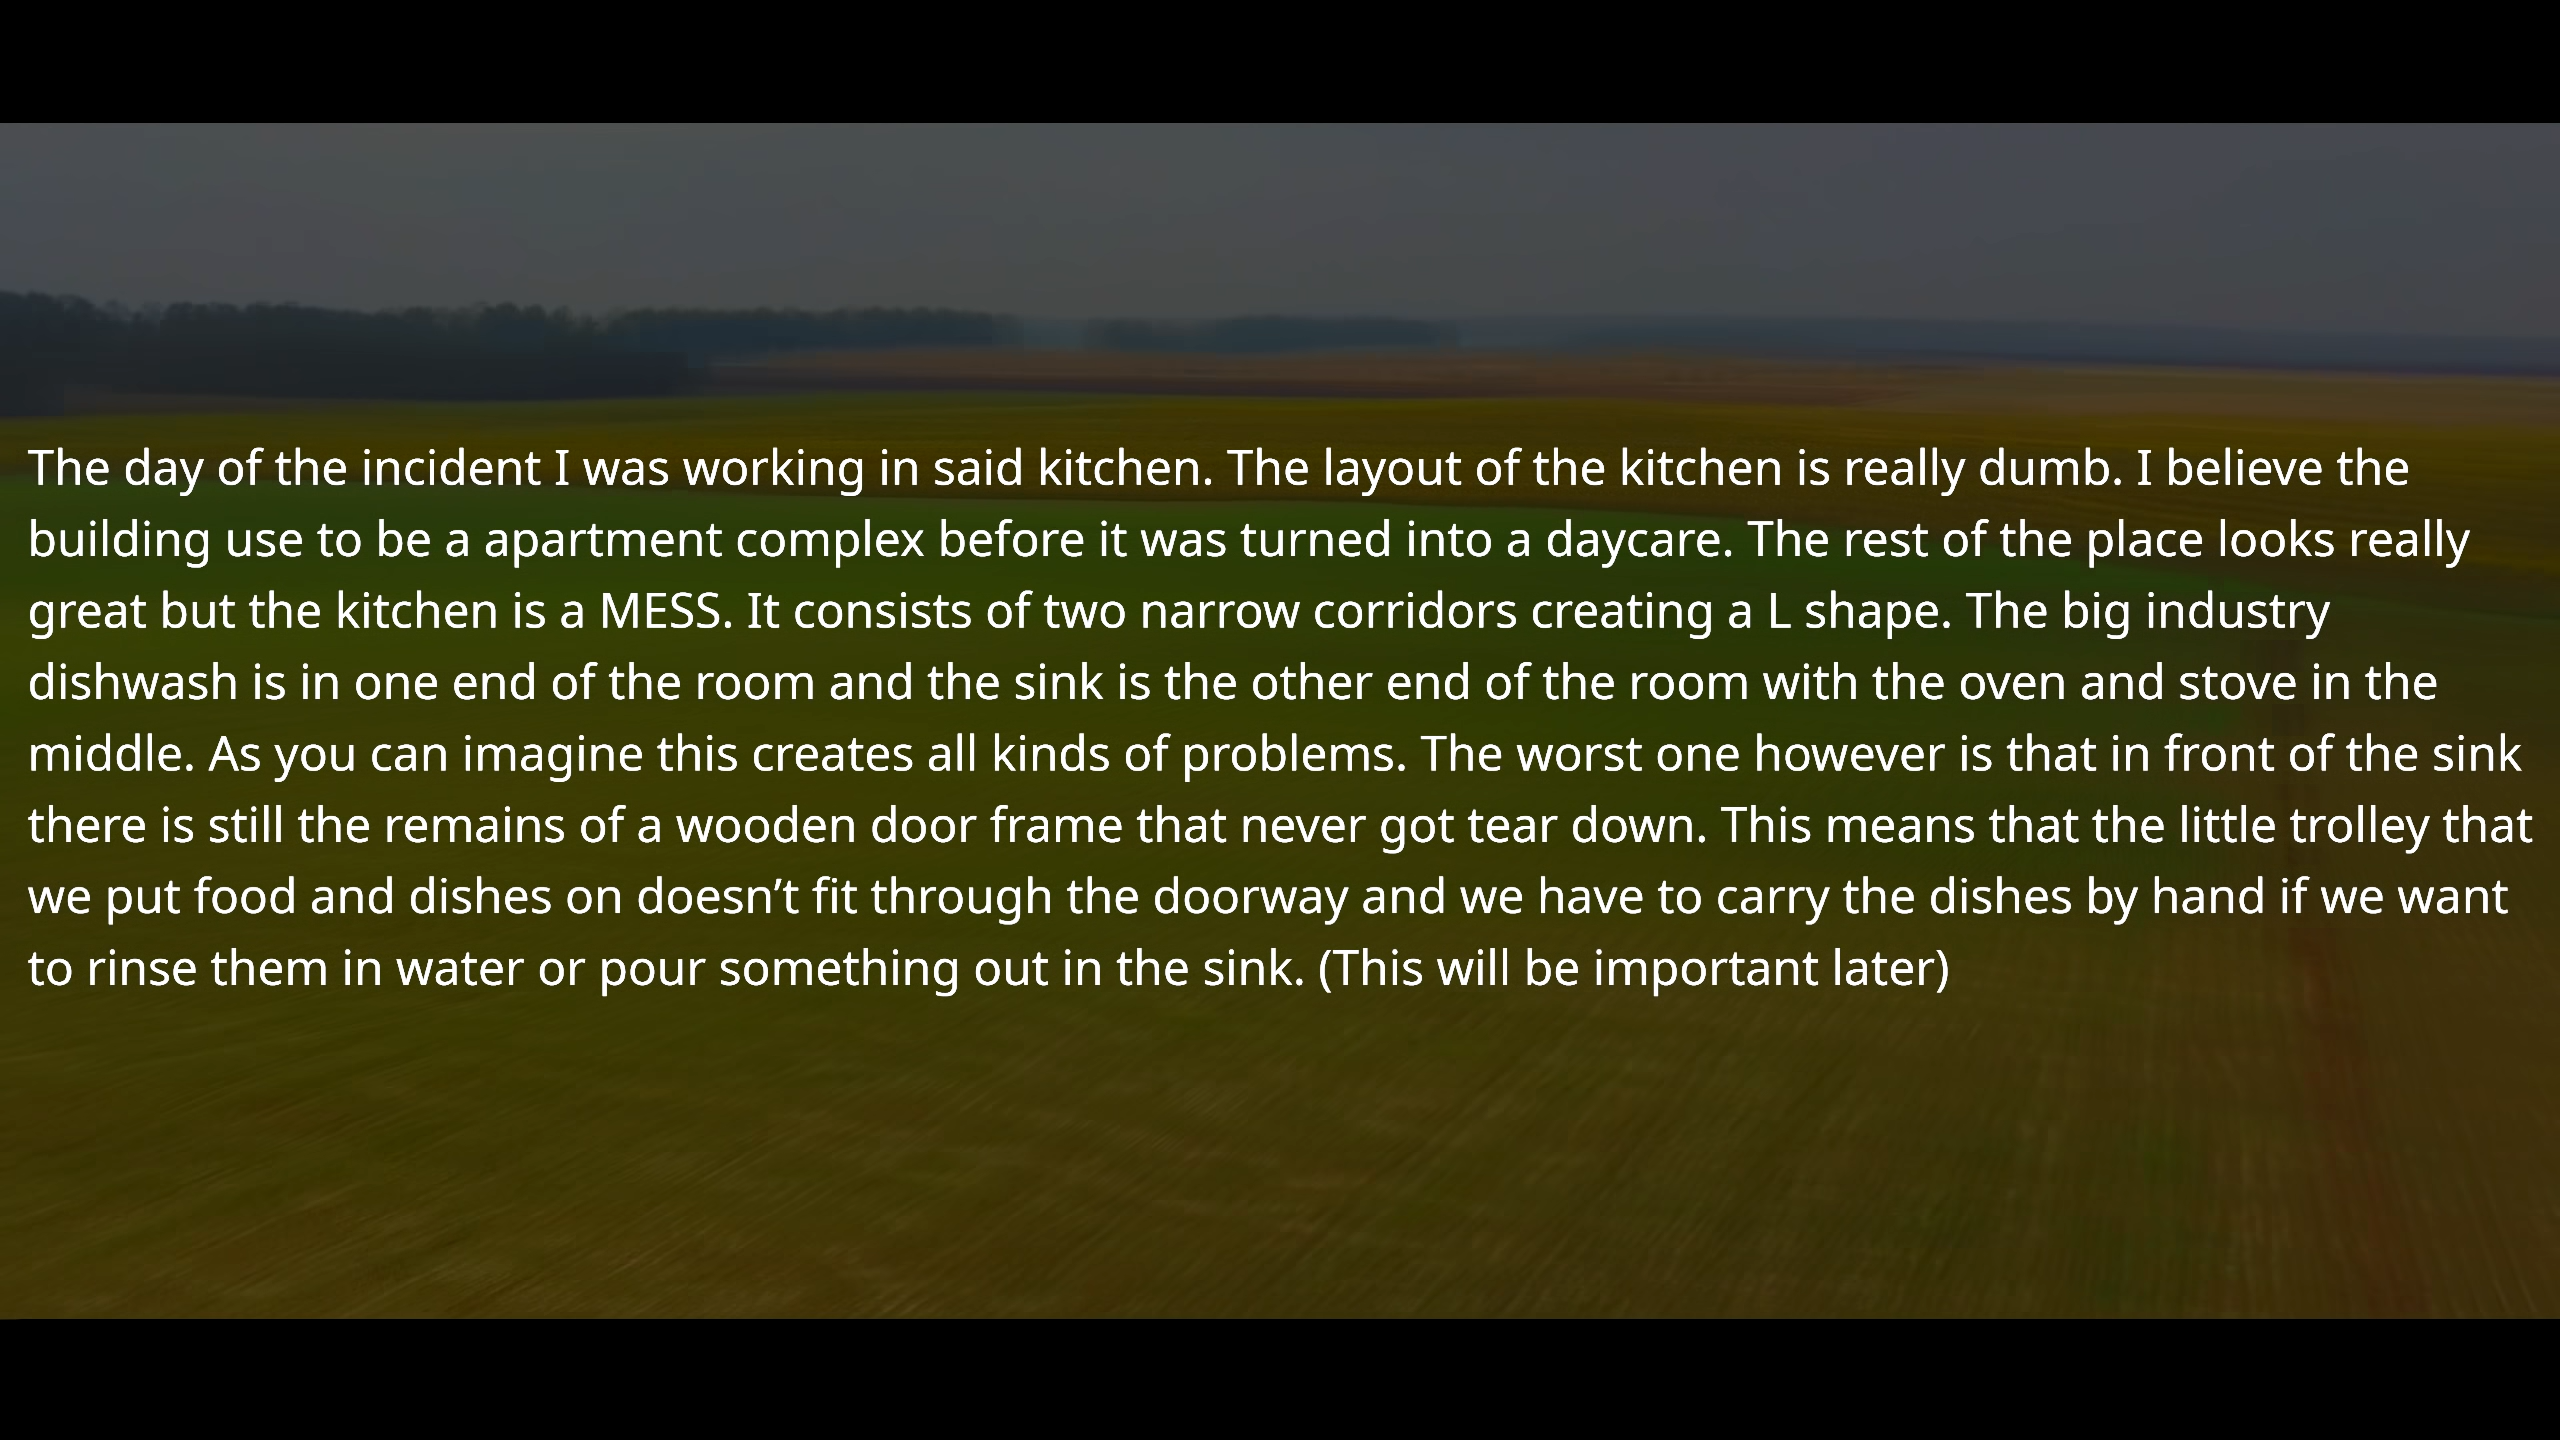 The day of the incident I was working in said kitchen. The layout of the kitchen is really dumb. I believe the
building use to be a apartment complex before it was turned into a daycare. The rest of the place looks really
great but the kitchen is a MESS. It consists of two narrow corridors creating a L shape. The big industry
dishwash is in one end of the room and the sink is the other end of the room with the oven and stove in the
middle. As you can imagine this creates all kinds of problems. The worst one however is that in front of the sink
there is still the remains of a wooden door frame that never got tear down. This means that the little trolley that
we put food and dishes on doesn’t fit through the doorway and we have to carry the dishes by hand if we want
to rinse them in water or pour something out in the sink. (This will be important later)